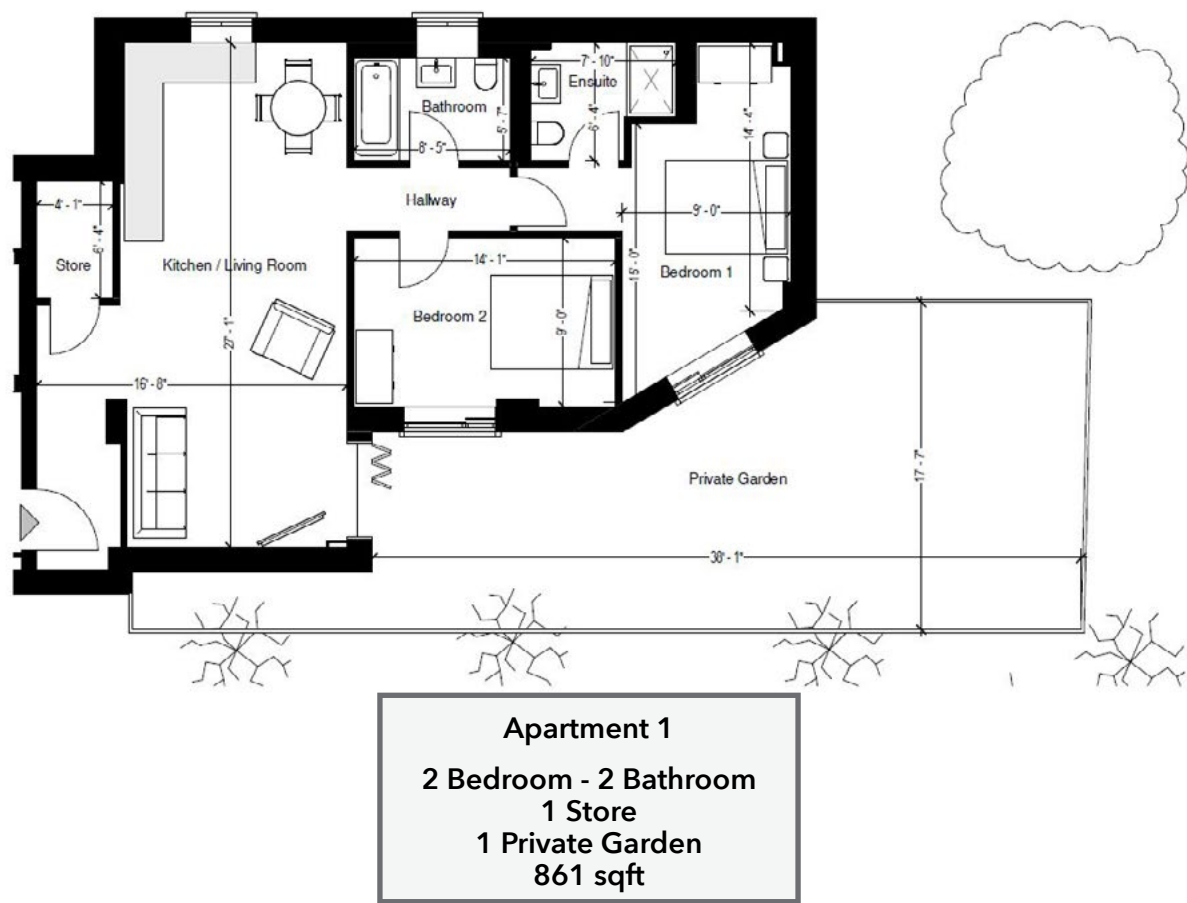 7' - 10"
Ensuite
6' - 4"
Bathroom
5' - 7"
8' - 5"
14' - 4"
Hallway
9' - 0"
Bedroom 1
15' - 0"
4' - 1"
6' - 4"
Store
Kitchen / Living Room
27' - 1"
16' - 8"
14' - 1"
Bedroom 2
9' - 0"
Private Garden
17' - 7"
38' - 1"
Apartment 1
2 Bedroom - 2 Bathroom
1 Store
1 Private Garden
861 sqft